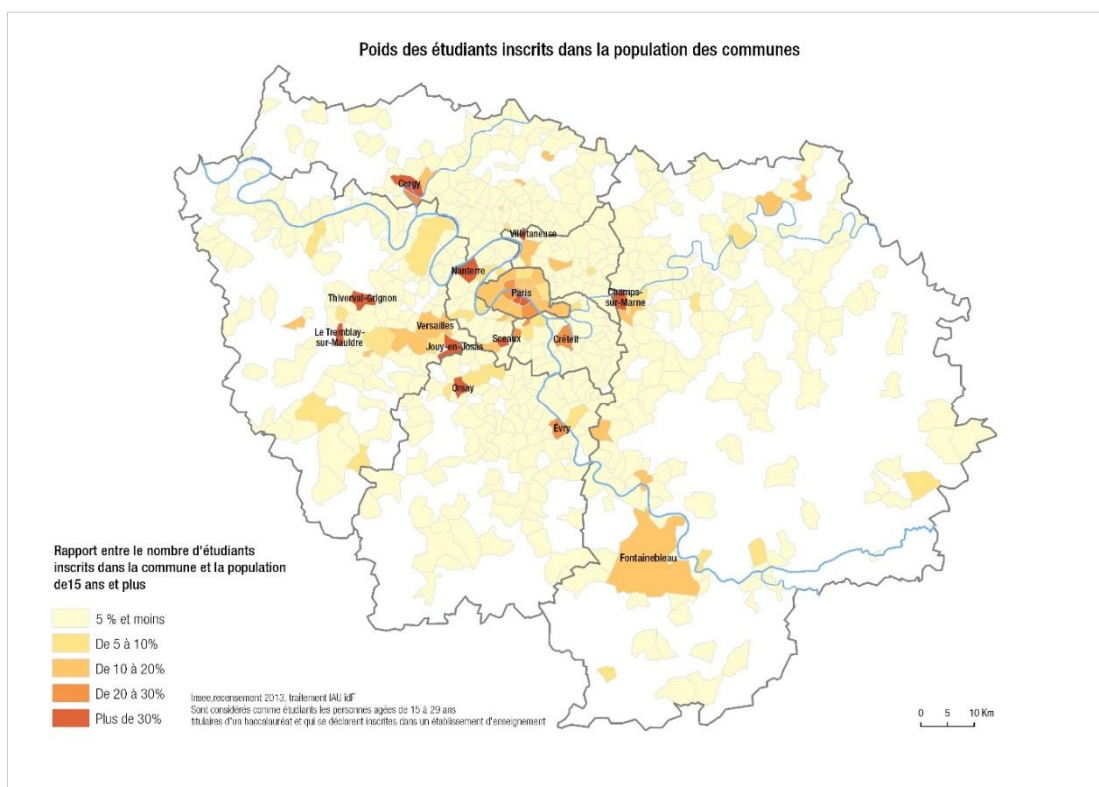 Poids des étudiants inscrits dans la population des communes
Cergy
Villetaneuse
Nanterre
Paris
Champs-
sur-Marne
Thiverval-Grignon
Le Tremblay-
sur-Mauldre
Versailles
Jouy-en-Josas
Sceaux
Créteil
Orsay
Évry
Fontainebleau
Rapport entre le nombre d'étudiants
inscrits dans la commune et la population
de15 ans et plus
5 % et moins
De 5 à 10%
De 10 à 20%
De 20 à 30%
Plus de 30%
Insee,recensement 2013, traitement IAU îdF
Sont considérés comme étudiants les personnes agées de 15 à 29 ans
titulaires d'un baccalauréat et qui se déclarent inscrites dans un établissement d'enseignement
0 5 10 Km